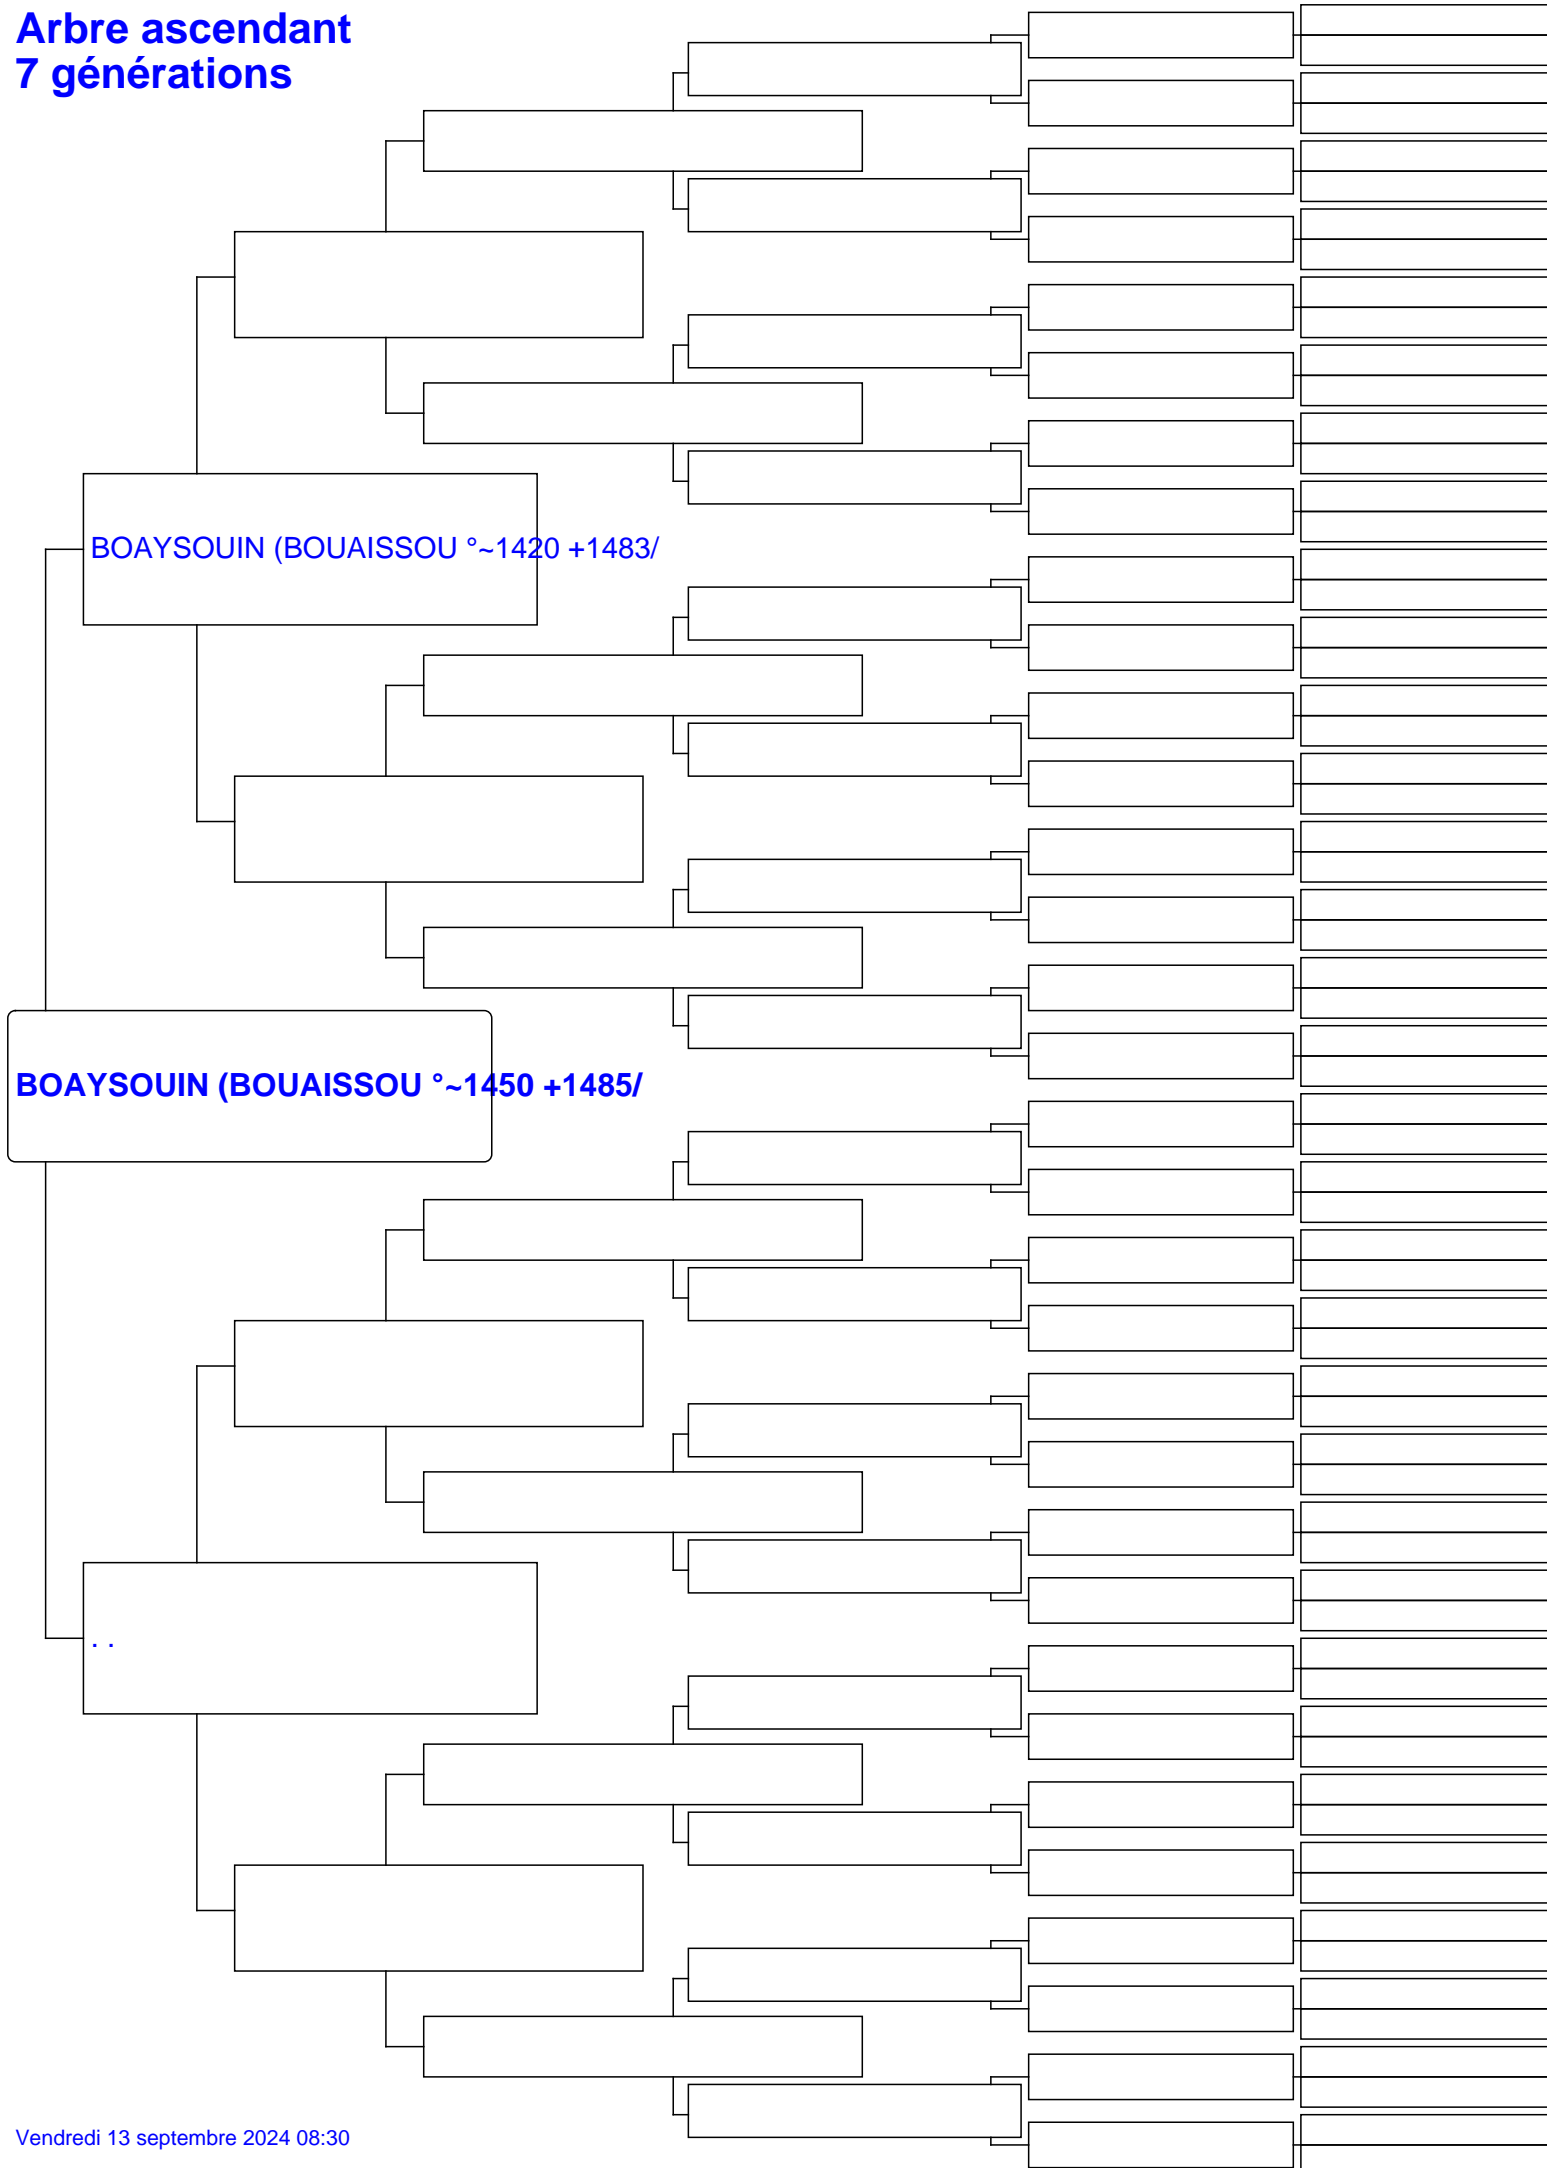 Arbre ascendant
7 générations
BOAYSOUIN (BOUAISSOU °~1420 +1483/
BOAYSOUIN (BOUAISSOU °~1450 +1485/
. .
Vendredi 13 septembre 2024 08:30